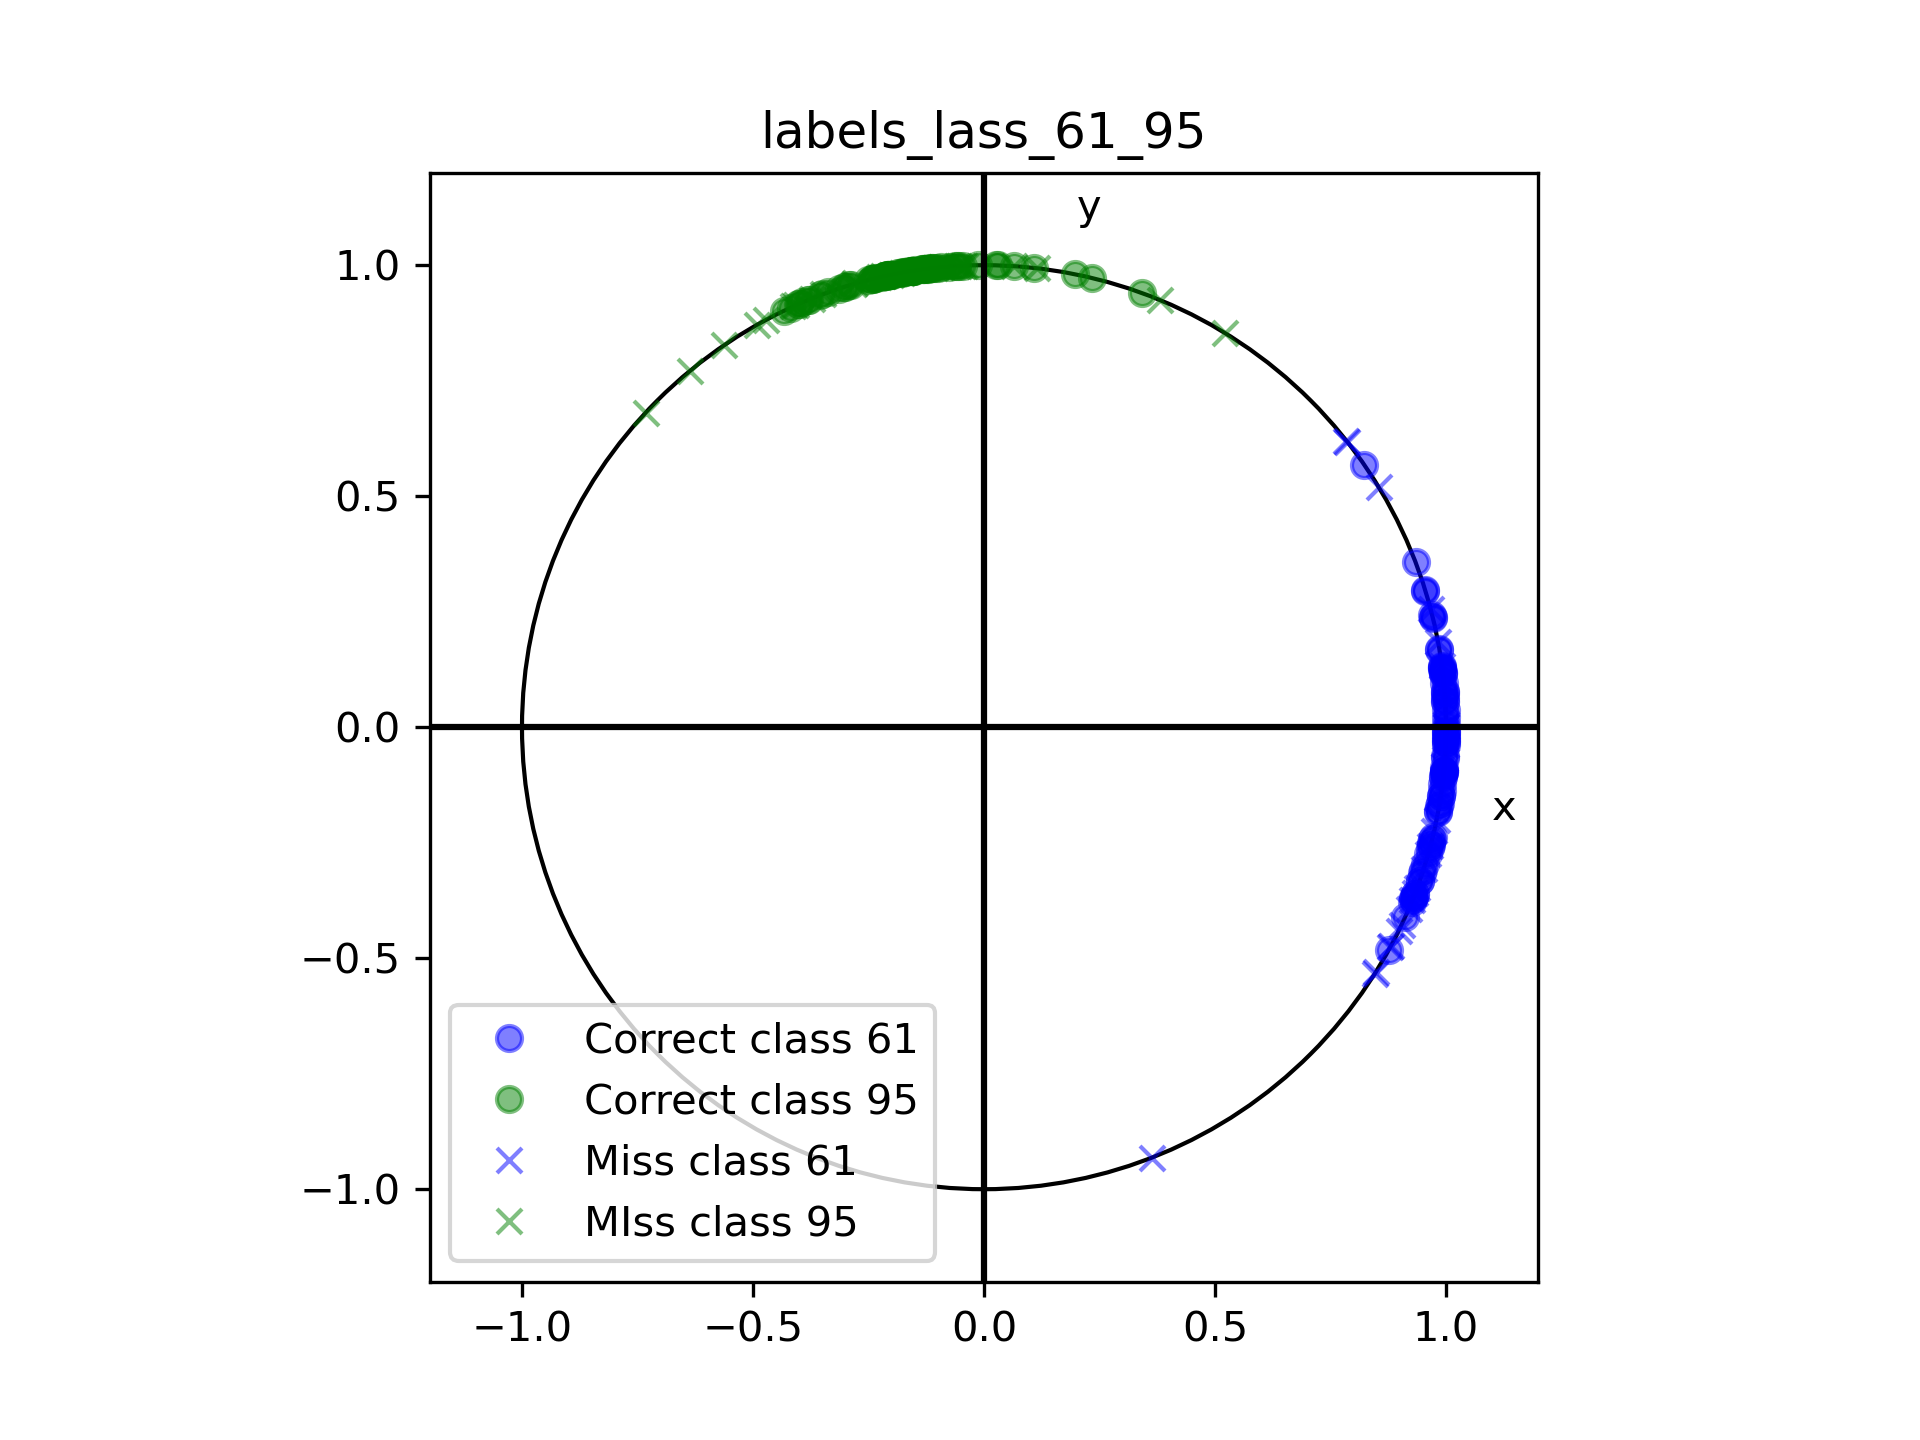 labels_lass_61_95
y
1.0
0.5
0.0
−0.5
−1.0
x
Correct class 61
Correct class 95
Miss class 61
MIss class 95
−1.0 −0.5 0.0 0.5 1.0